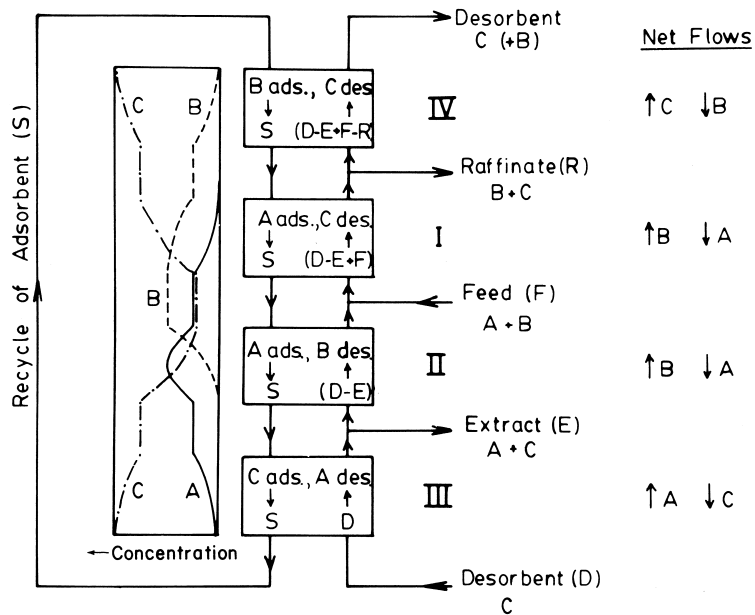 Desorbent
C (+B)
Net Flows
C
B
B ads., C des.
S
(D-E+F-R)
IV
↑C ↓B
Raffinate (R)
B+C
A ads., C des.
S
(D-E+F)
I
↑B ↓A
B
Feed (F)
A+B
A ads., B des.
S
(D-E)
II
↑B ↓A
Extract (E)
A+C
C ads., A des.
S
D
III
↑A ↓C
C
A
←Concentration
Desorbent (D)
C
Recycle of Adsorbent (S)